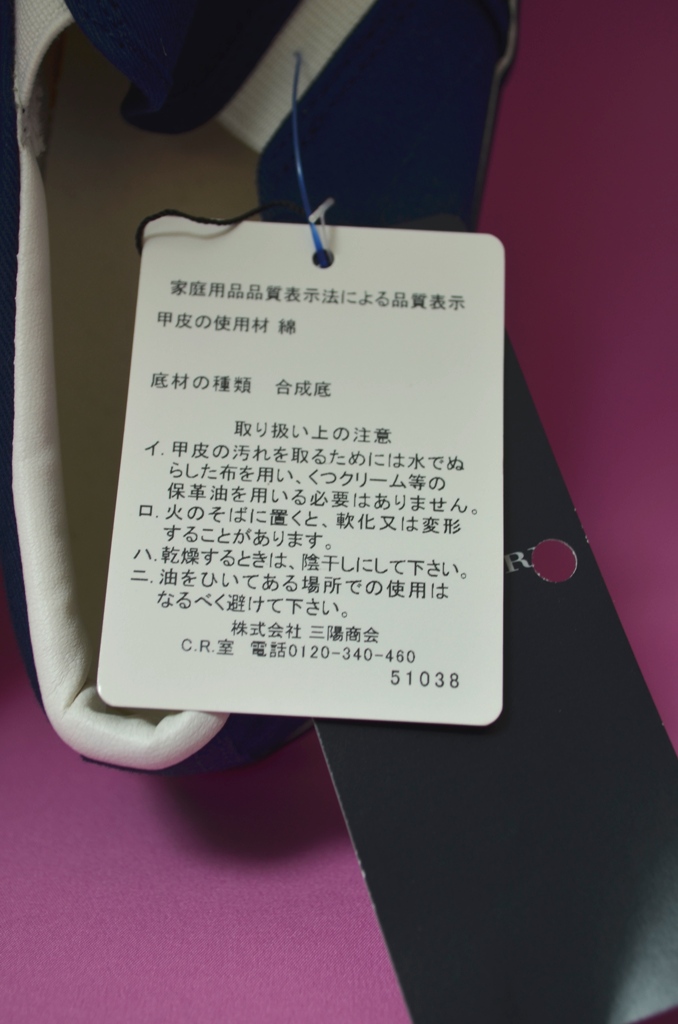 家庭用品品質表示法による品質表示
甲皮の使用材 綿
底材の種類 合成底
取り扱い上の注意
イ. 甲皮の汚れを取るためには水でぬ
らした布を用い、くつクリーム等の
保革油を用いる必要はありません。
ロ. 火のそばに置くと、軟化又は変形
することがあります。
ハ. 乾燥するときは、陰干しにして下さい。
ニ. 油をひいてある場所での使用は
なるべく避けて下さい。
株式会社 三陽商会
C.R.室 電話0120-340-460
51038
R